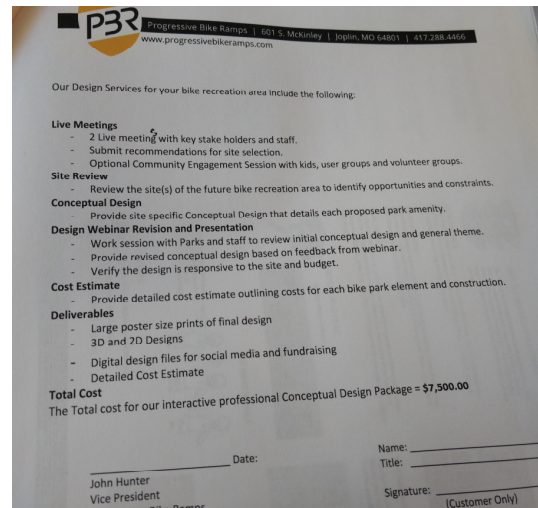 PBR
Progressive Bike Ramps | 601 S. McKinley | Joplin, MO 64801 | 417.288.4466
www.progressivebikeramps.com
Our Design Services for your bike recreation area include the following:
Live Meetings
- 2 Live meeting with key stake holders and staff.
- Submit recommendations for site selection.
- Optional Community Engagement Session with kids, user groups and volunteer groups.
Site Review
- Review the site(s) of the future bike recreation area to identify opportunities and constraints.
Conceptual Design
- Provide site specific Conceptual Design that details each proposed park amenity.
Design Webinar Revision and Presentation
- Work session with Parks and staff to review initial conceptual design and general theme.
- Provide revised conceptual design based on feedback from webinar.
- Verify the design is responsive to the site and budget.
Cost Estimate
- Provide detailed cost estimate outlining costs for each bike park element and construction.
Deliverables
- Large poster size prints of final design
- 3D and 2D Designs
- Digital design files for social media and fundraising
- Detailed Cost Estimate
Total Cost
The Total cost for our interactive professional Conceptual Design Package = $7,500.00
Date:
John Hunter
Vice President
Name:
Title:
Signature:
(Customer Only)